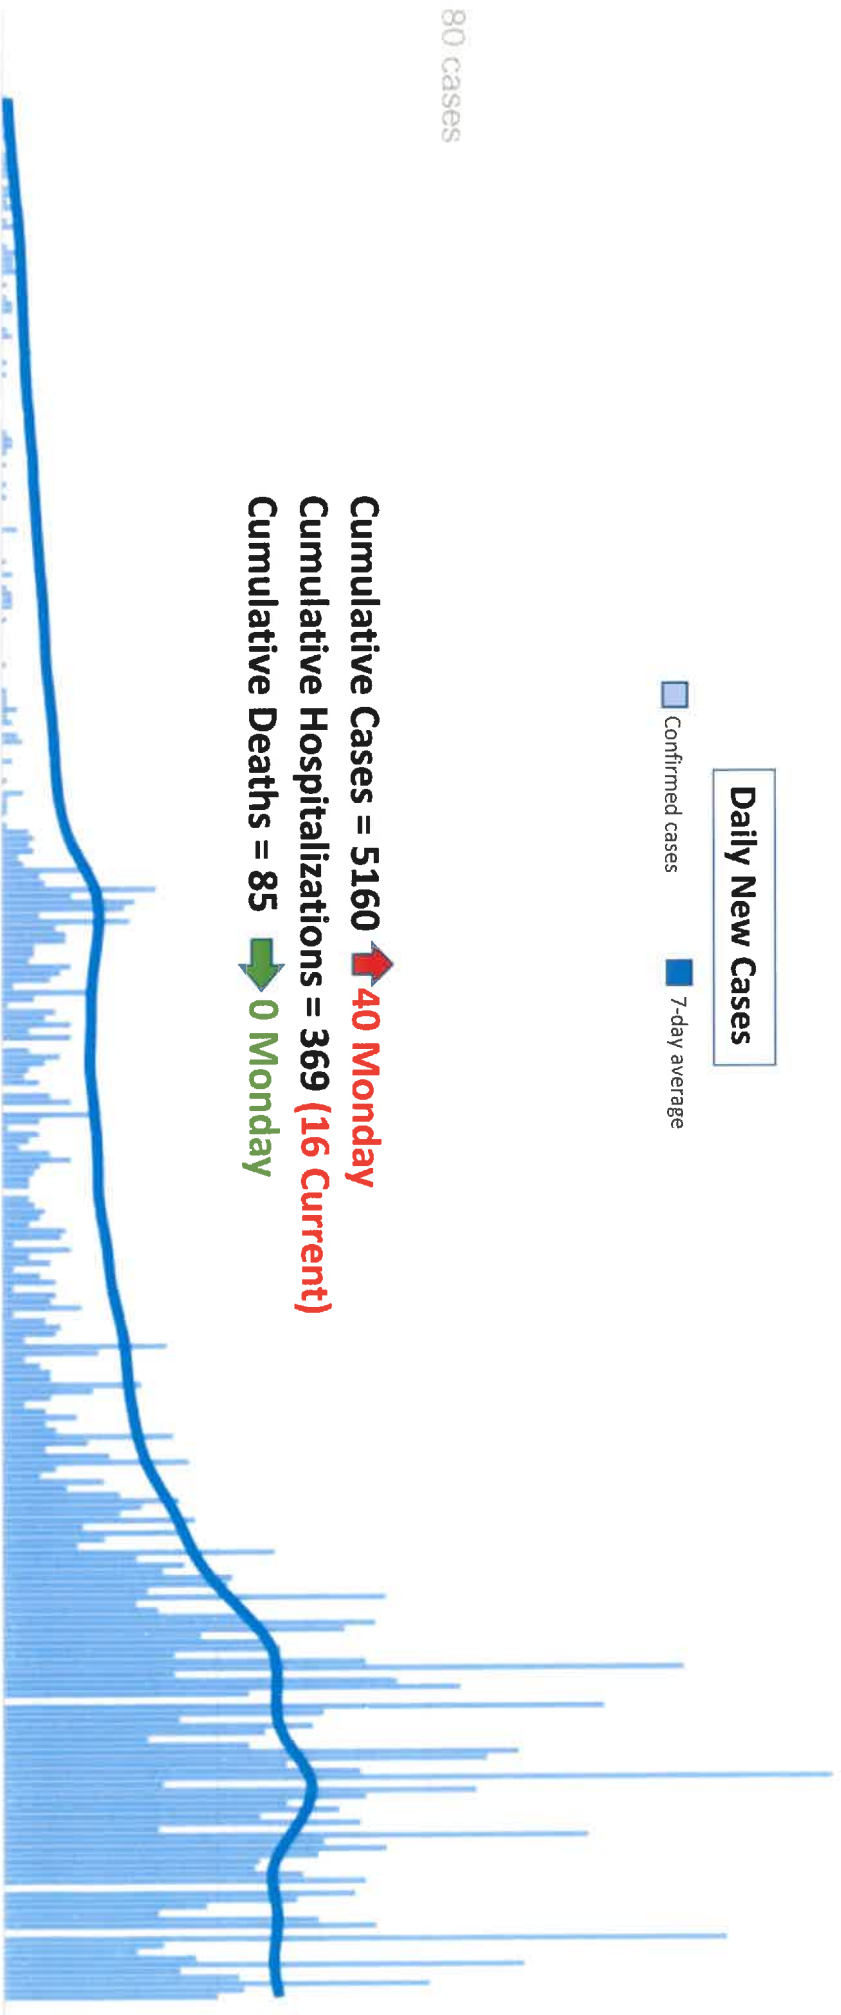 Daily New Cases
Confirmed cases
7-day average
80 cases
Cumulative Cases = 5160 40 Monday
Cumulative Hospitalizations = 369 (16 Current)
Cumulative Deaths = 85 0 Monday